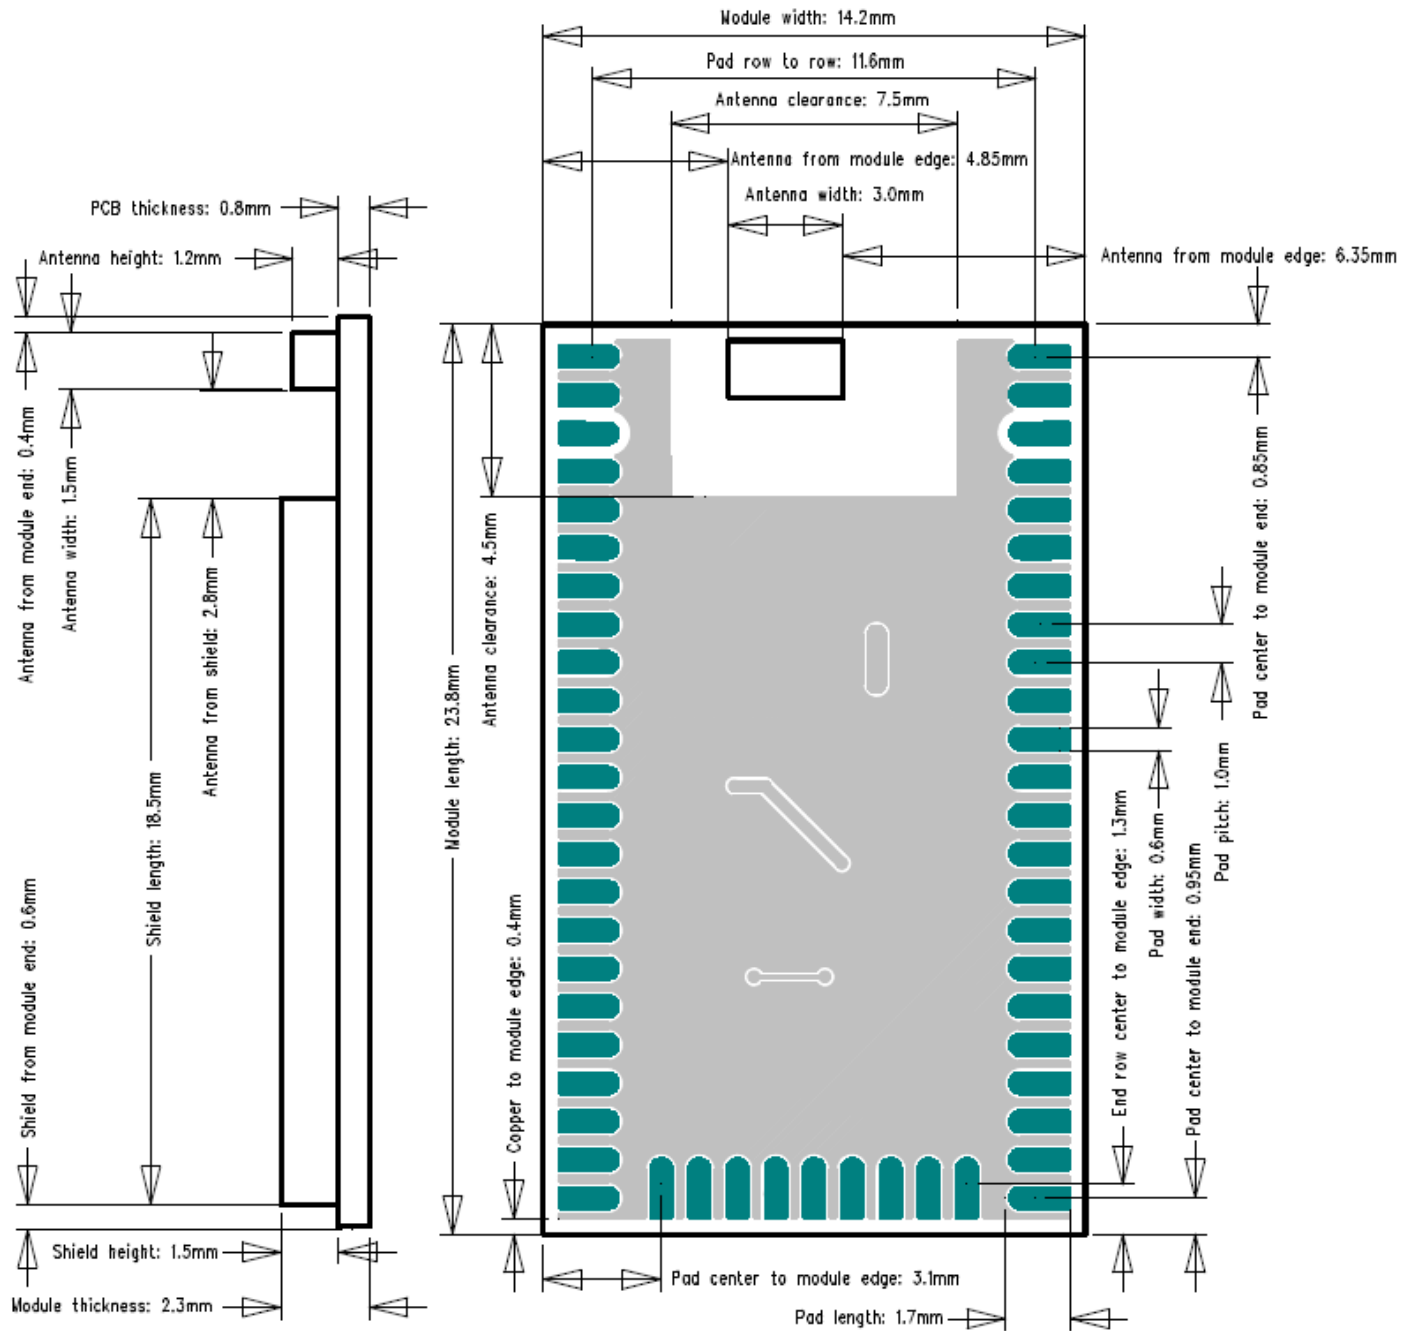 Module width: 14.2mm
Pad row to row: 11.6mm
Antenna clearance: 7.5mm
Antenna from module edge: 4.85mm
Antenna width: 3.0mm
PCB thickness: 0.8mm
Antenna height: 1.2mm
Antenna from module edge: 6.35mm
Antenna from module end: 0.4mm
Antenna width: 1.5mm
Antenna from shield: 2.8mm
Shield length: 18.5mm
Shield from module end: 0.6mm
Module length: 23.8mm
Antenna clearance: 4.5mm
Copper to module edge: 0.4mm
Pad center to module end: 0.85mm
Pad pitch: 1.0mm
Pad width: 0.6mm
End row center to module edge: 1.3mm
Pad center to module end: 0.95mm
Shield height: 1.5mm
Module thickness: 2.3mm
Pad center to module edge: 3.1mm
Pad length: 1.7mm